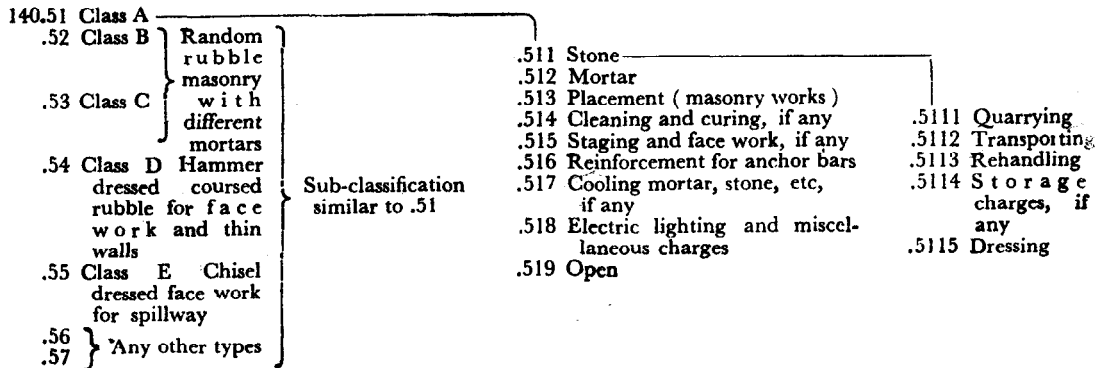 140.51 Class A
.52 Class B
.53 Class C
Random
rubble
masonry
with
different
mortars
.54 Class D Hammer
dressed coursed
rubble for face
work and thin
walls
.55 Class E Chisel
dressed face work
for spillway
.56
.57
Any other types
Sub-classification
similar to .51
.511 Stone
.512 Mortar
.513 Placement ( masonry works )
.514 Cleaning and curing, if any
.515 Staging and face work, if any
.516 Reinforcement for anchor bars
.517 Cooling mortar, stone, etc,
if any
.518 Electric lighting and miscel-
laneous charges
.519 Open
.5111 Quarrying
.5112 Transporting
.5113 Rehandling
.5114 Storage
charges, if
any
.5115 Dressing